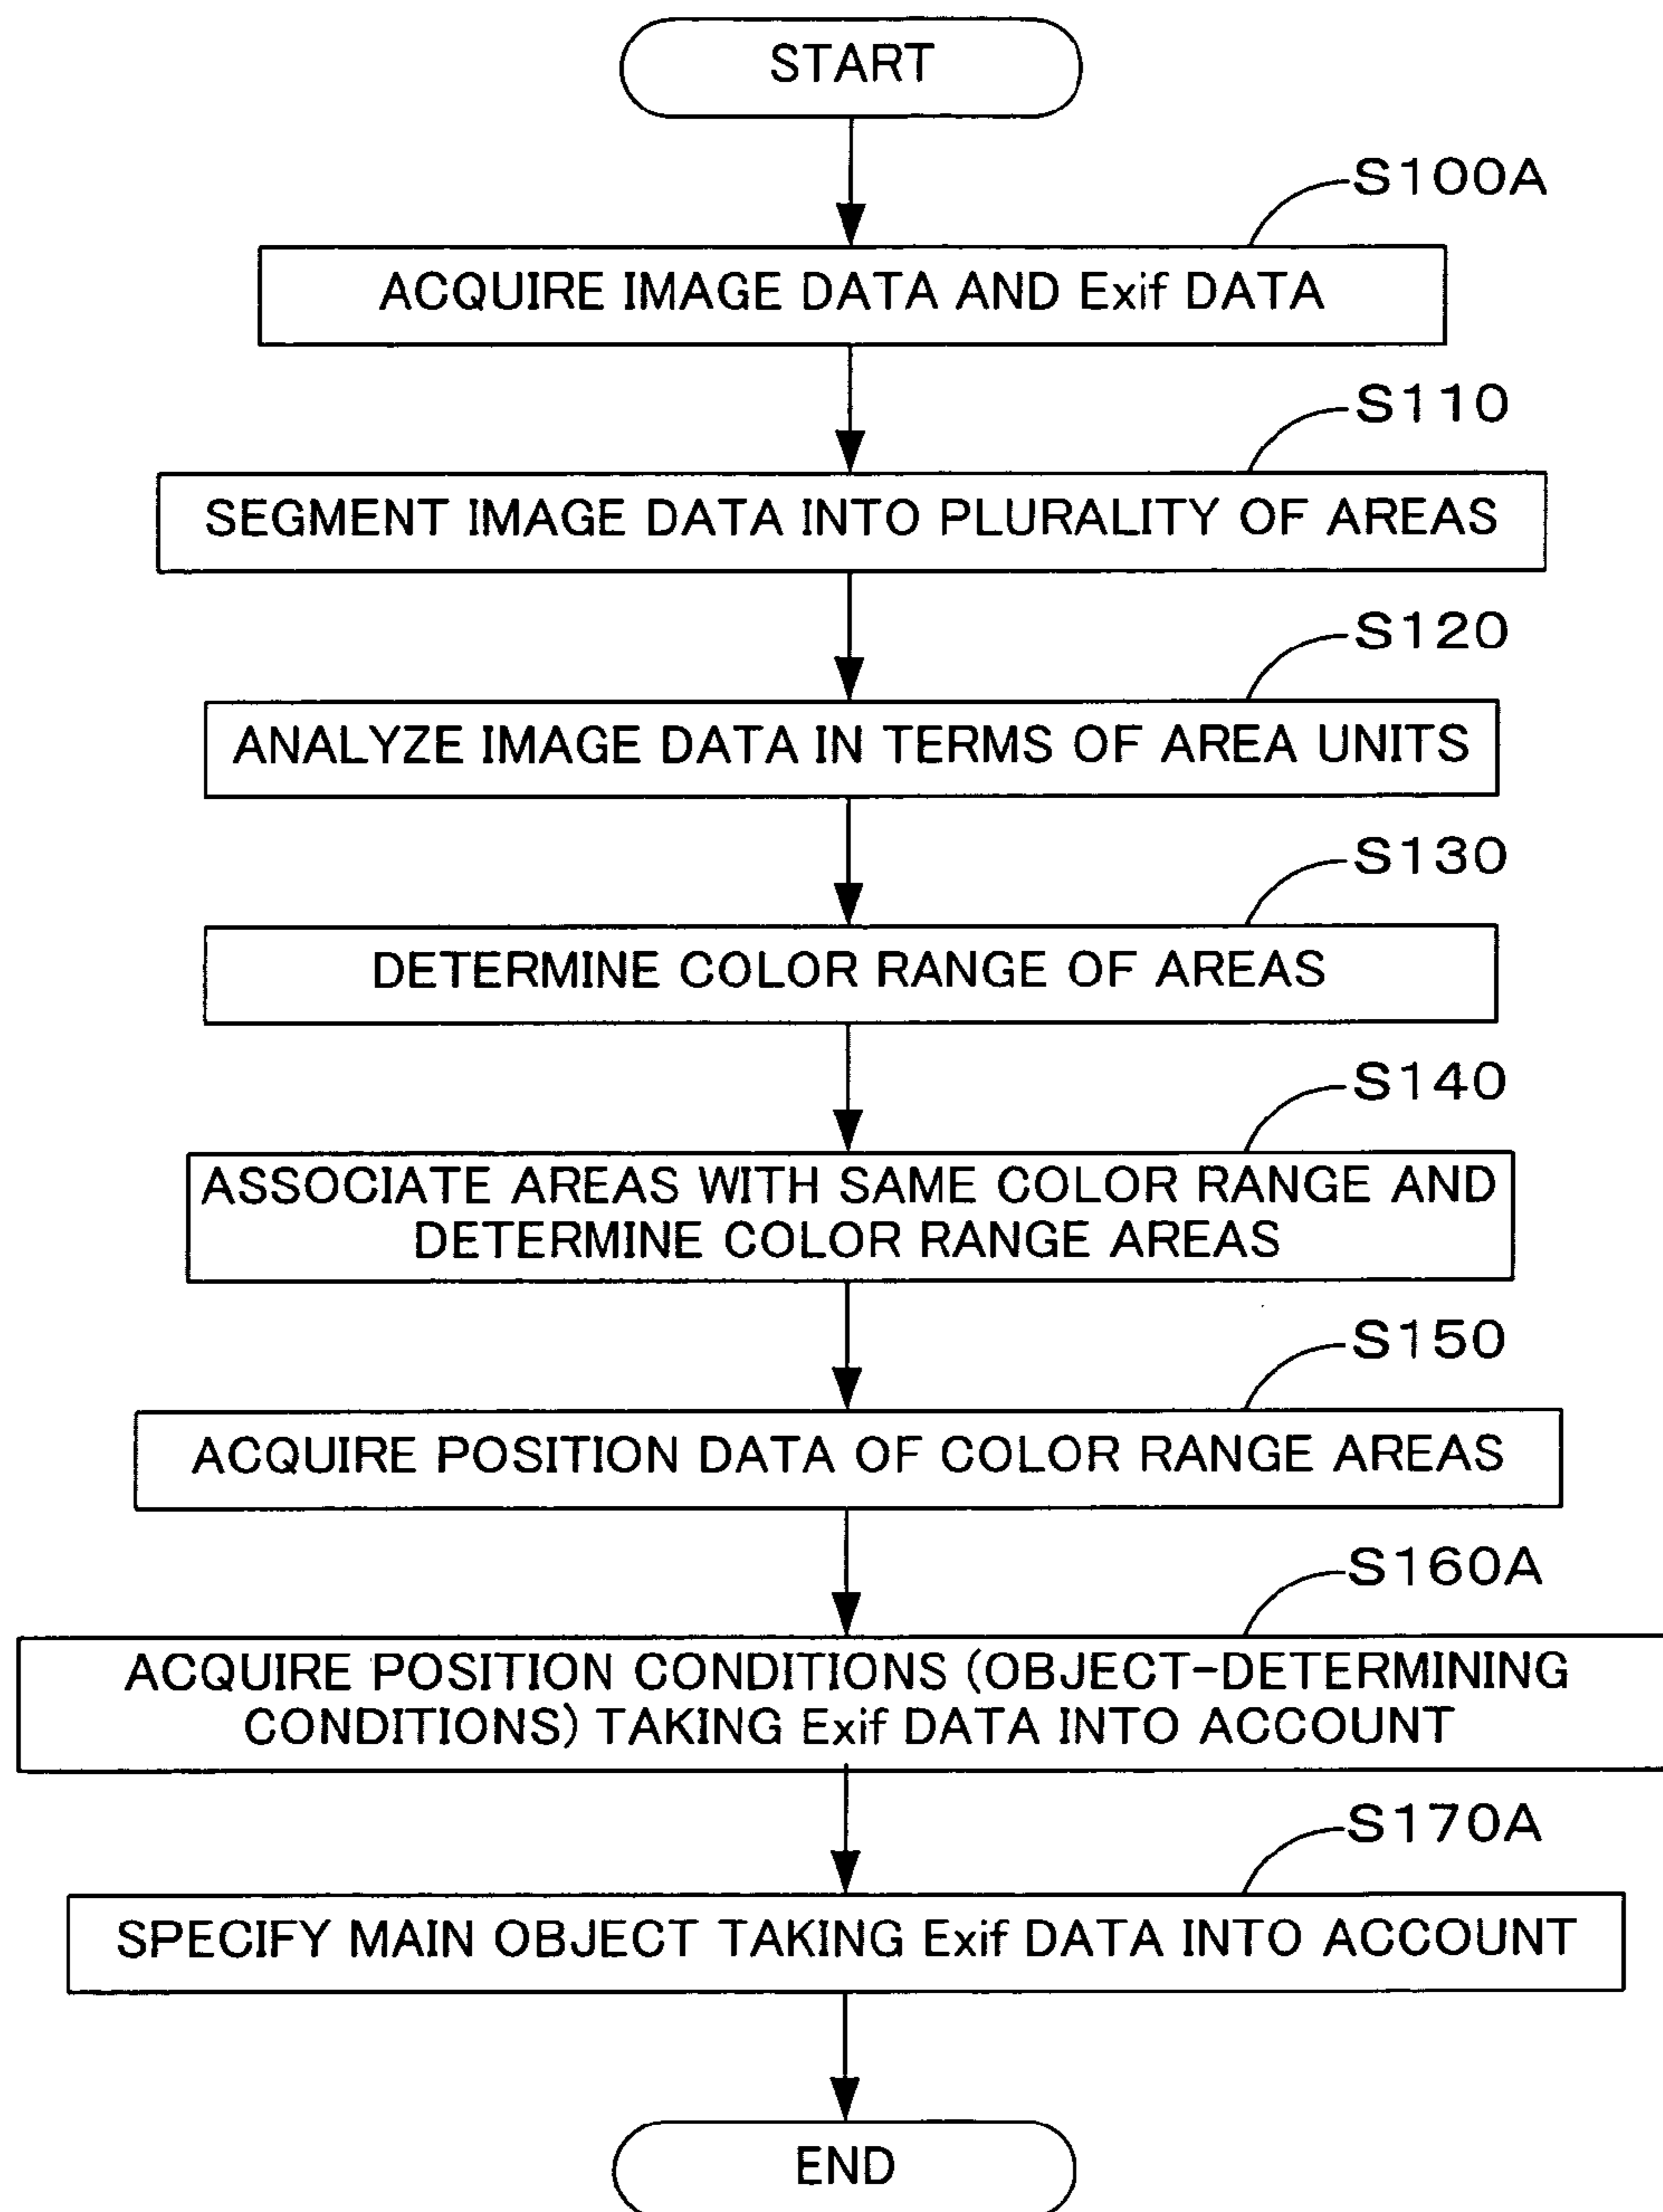 START
S100A
ACQUIRE IMAGE DATA AND Exif DATA
S110
SEGMENT IMAGE DATA INTO PLURALITY OF AREAS
S120
ANALYZE IMAGE DATA IN TERMS OF AREA UNITS
S130
DETERMINE COLOR RANGE OF AREAS
S140
ASSOCIATE AREAS WITH SAME COLOR RANGE AND
DETERMINE COLOR RANGE AREAS
S150
ACQUIRE POSITION DATA OF COLOR RANGE AREAS
S160A
ACQUIRE POSITION CONDITIONS (OBJECT-DETERMINING
CONDITIONS) TAKING Exif DATA INTO ACCOUNT
S170A
SPECIFY MAIN OBJECT TAKING Exif DATA INTO ACCOUNT
END